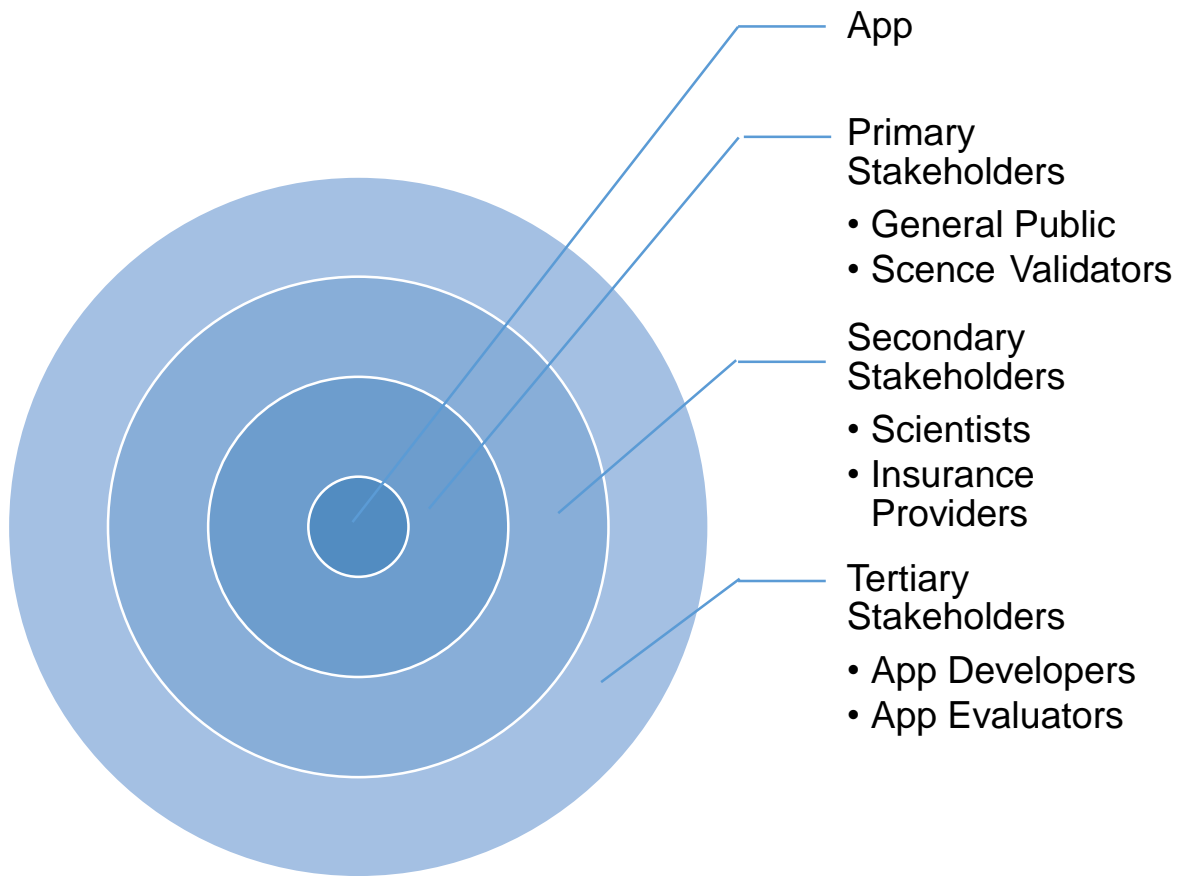 App
Primary
Stakeholders
• General Public
• Scence Validators
Secondary
Stakeholders
• Scientists
• Insurance
Providers
Tertiary
Stakeholders
• App Developers
• App Evaluators